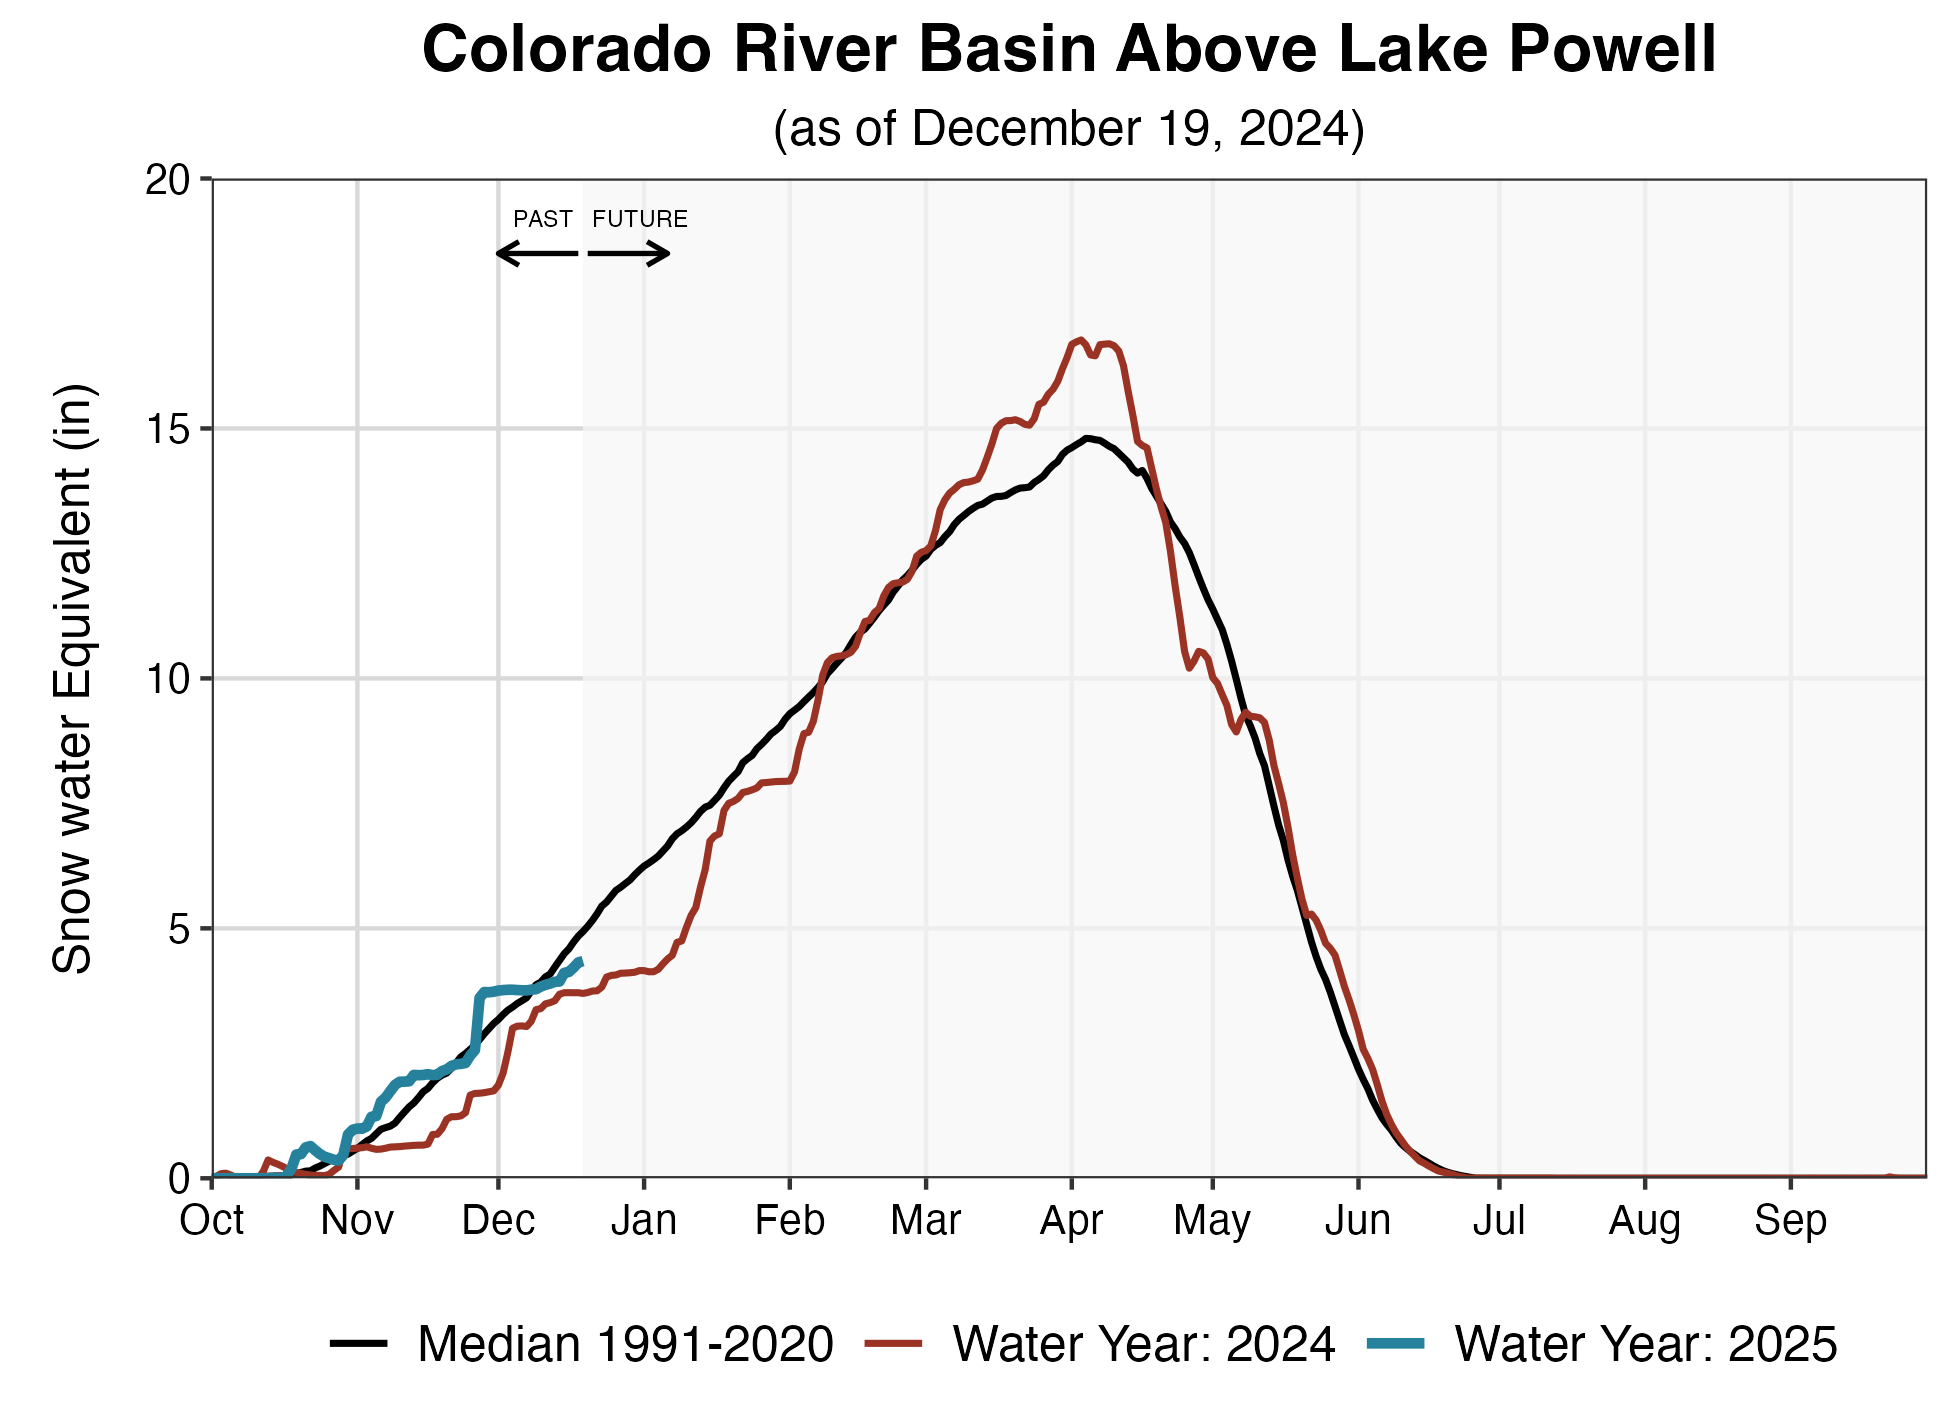 Colorado River Basin Above Lake Powell
(as of December 19, 2024)
20
PAST FUTURE
15
10
5
0
Snow water Equivalent (in)
Oct Nov Dec Jan Feb Mar Apr May Jun Jul Aug Sep
Median 1991-2020 Water Year: 2024 Water Year: 2025